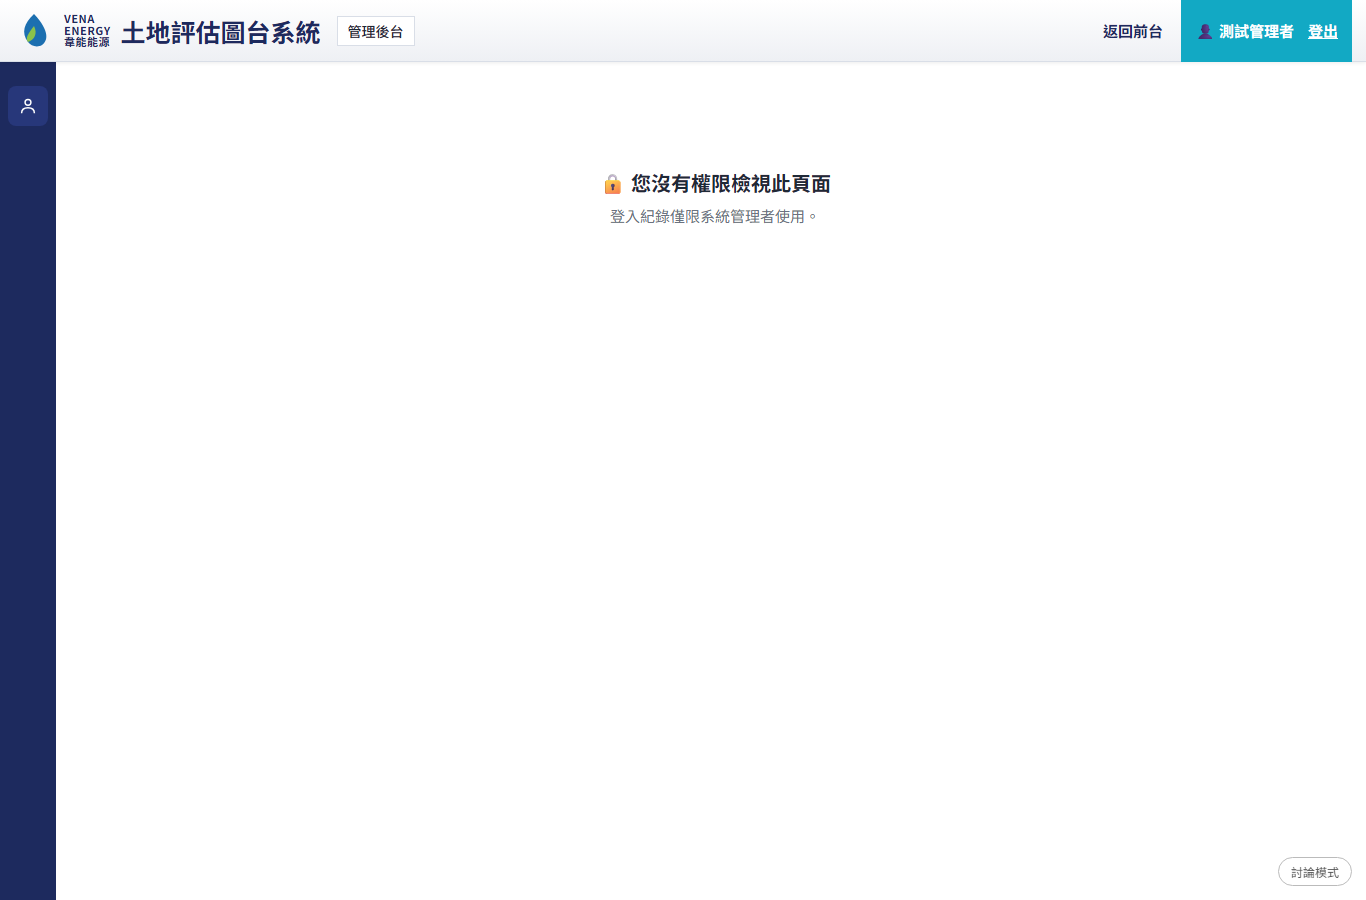 VENA
ENERGY
韋能能源
土地評估圖台系統
管理後台
返回前台
測試管理者
登出
您沒有權限檢視此頁面
登入紀錄僅限系統管理者使用。
討論模式